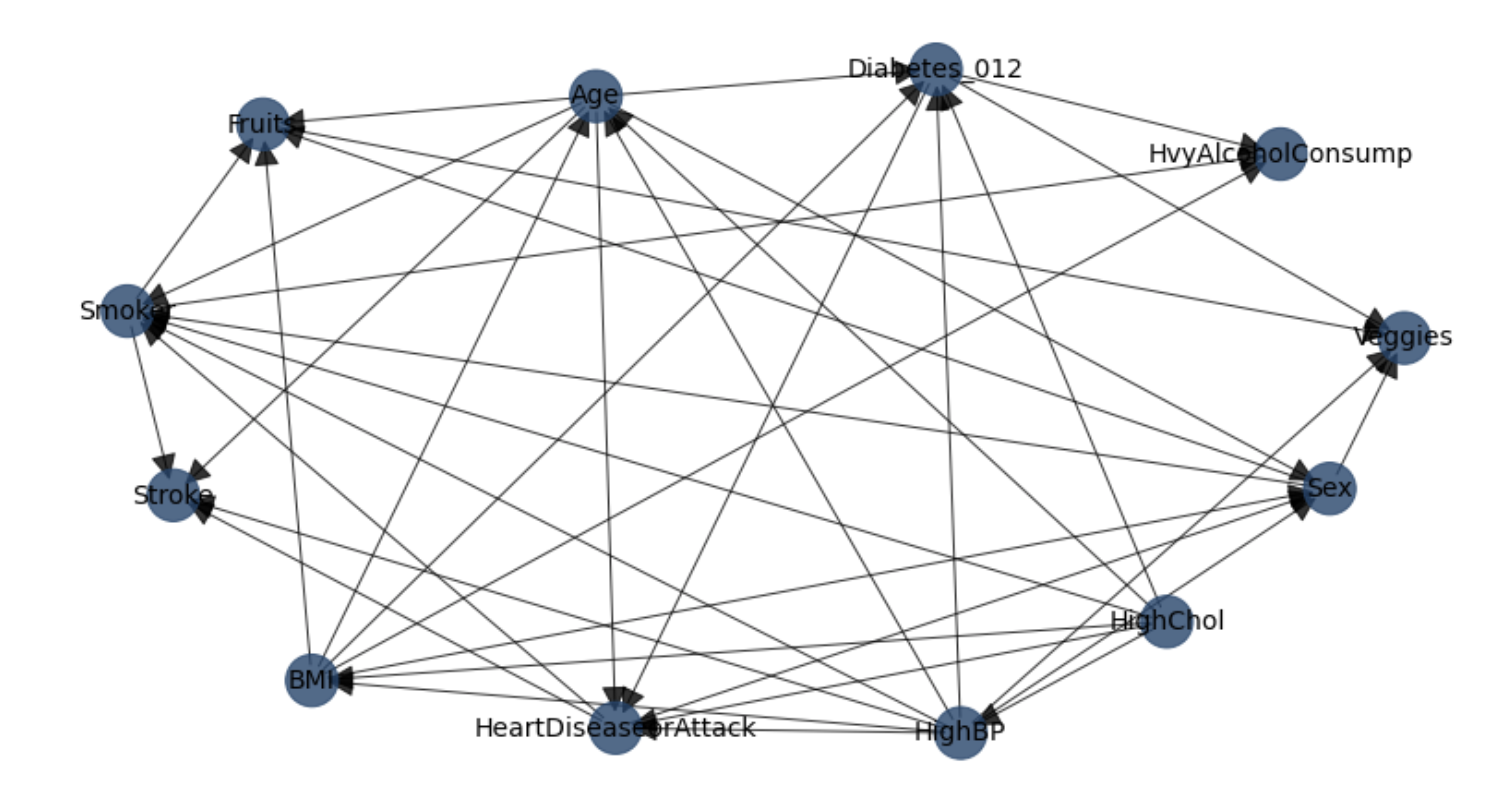 Diabetes_012
Age
Fruits
HvyAlcoholConsump
Smoker
Veggies
Sex
Stroke
HighChol
BMI
HeartDiseaseorAttack
HighBP